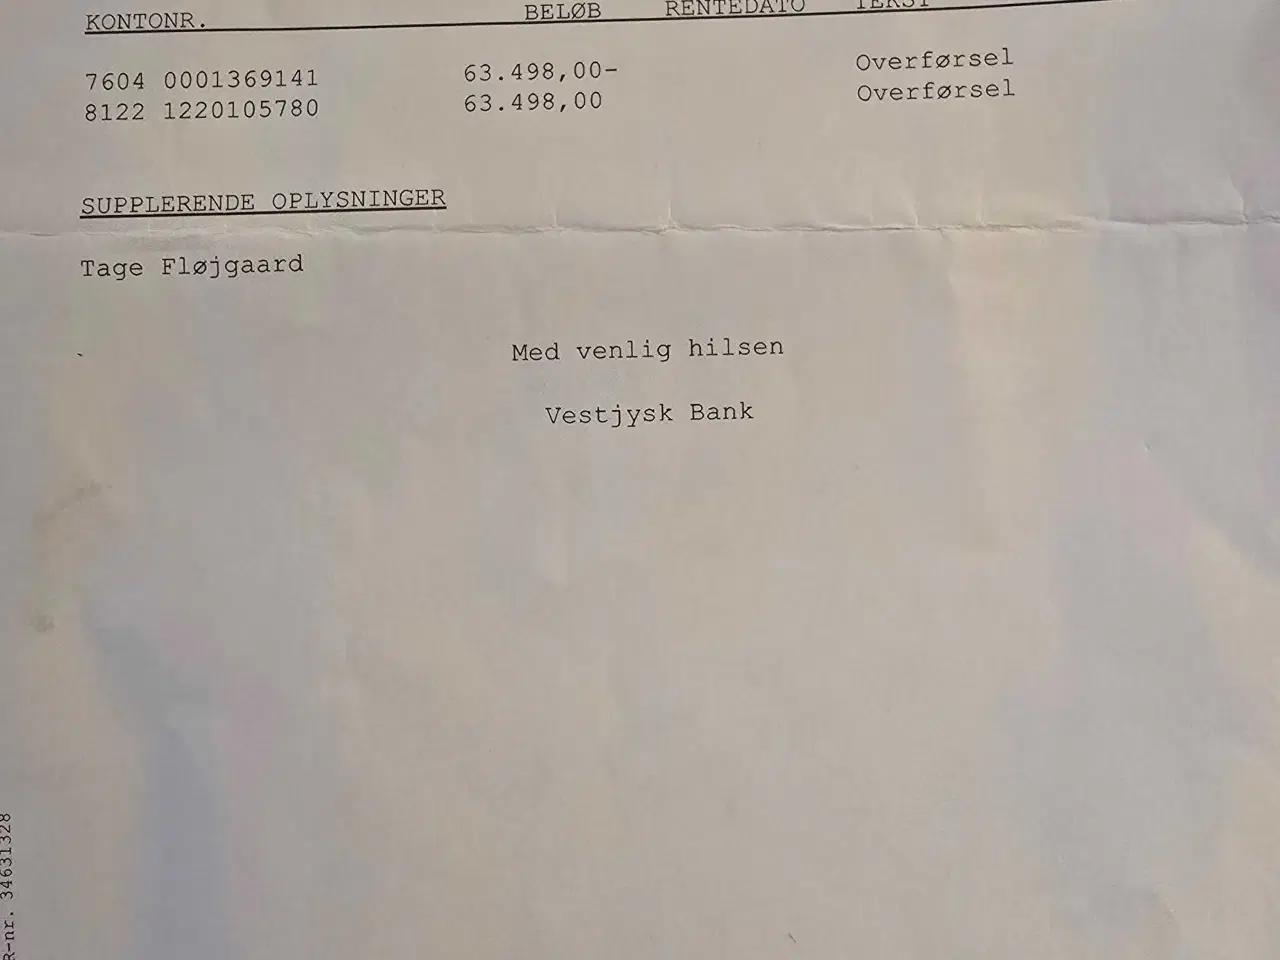 KONTONR. BELØB RENTEDATO TEKST
7604 0001369141 63.498,00- Overførsel
8122 1220105780 63.498,00 Overførsel
SUPPLERENDE OPLYSNINGER
Tage Fløjgaard
Med venlig hilsen
Vestjysk Bank
R-nr. 34631328